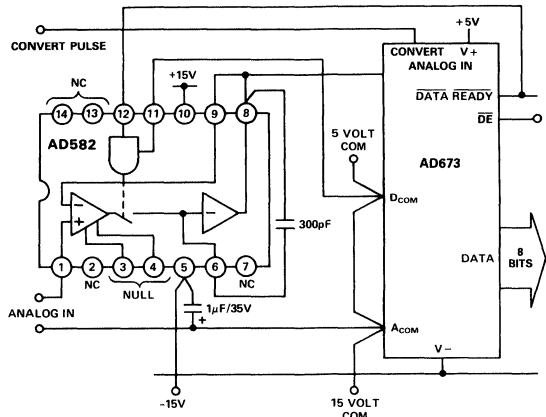 +5V
CONVERT PULSE
CONVERT V+
ANALOG IN
NC
+15V
14 13 12 11 10 9 8
DATA READY
AD582
DE
5 VOLT
COM
AD673
300pF
DCOM
DATA
8
BITS
1 2 3 4 5 6 7
NC
NULL
NC
ANALOG IN
1μF/35V
+
ACOM
V-
-15V
15 VOLT
COM
-
+
-